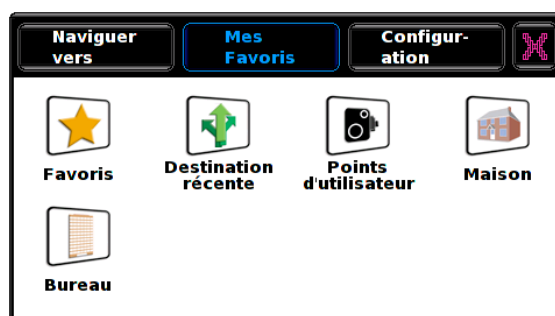 Naviguer
vers
Mes
Favoris
Configur-
ation
Favoris
Destination
récente
Points
d'utilisateur
Maison
Bureau